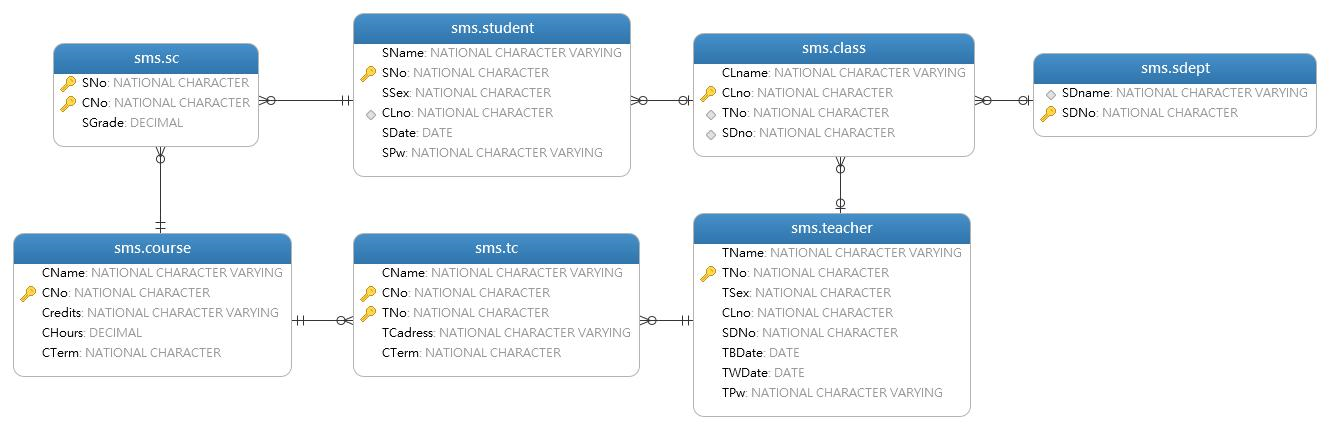 sms.sc
SNo: NATIONAL CHARACTER
CNo: NATIONAL CHARACTER
SGrade: DECIMAL
sms.student
SName: NATIONAL CHARACTER VARYING
SNo: NATIONAL CHARACTER
SSex: NATIONAL CHARACTER
CLno: NATIONAL CHARACTER
SDate: DATE
SPw: NATIONAL CHARACTER VARYING
sms.class
CLname: NATIONAL CHARACTER VARYING
CLno: NATIONAL CHARACTER
TNo: NATIONAL CHARACTER
SDno: NATIONAL CHARACTER
sms.sdept
SDname: NATIONAL CHARACTER VARYING
SDNo: NATIONAL CHARACTER
sms.course
CName: NATIONAL CHARACTER VARYING
CNo: NATIONAL CHARACTER
Credits: NATIONAL CHARACTER VARYING
CHours: DECIMAL
CTerm: NATIONAL CHARACTER
sms.tc
CName: NATIONAL CHARACTER VARYING
CNo: NATIONAL CHARACTER
TNo: NATIONAL CHARACTER
TCadress: NATIONAL CHARACTER VARYING
CTerm: NATIONAL CHARACTER
sms.teacher
TName: NATIONAL CHARACTER VARYING
TNo: NATIONAL CHARACTER
TSex: NATIONAL CHARACTER
CLno: NATIONAL CHARACTER
SDNo: NATIONAL CHARACTER
TBDate: DATE
TWDate: DATE
TPw: NATIONAL CHARACTER VARYING